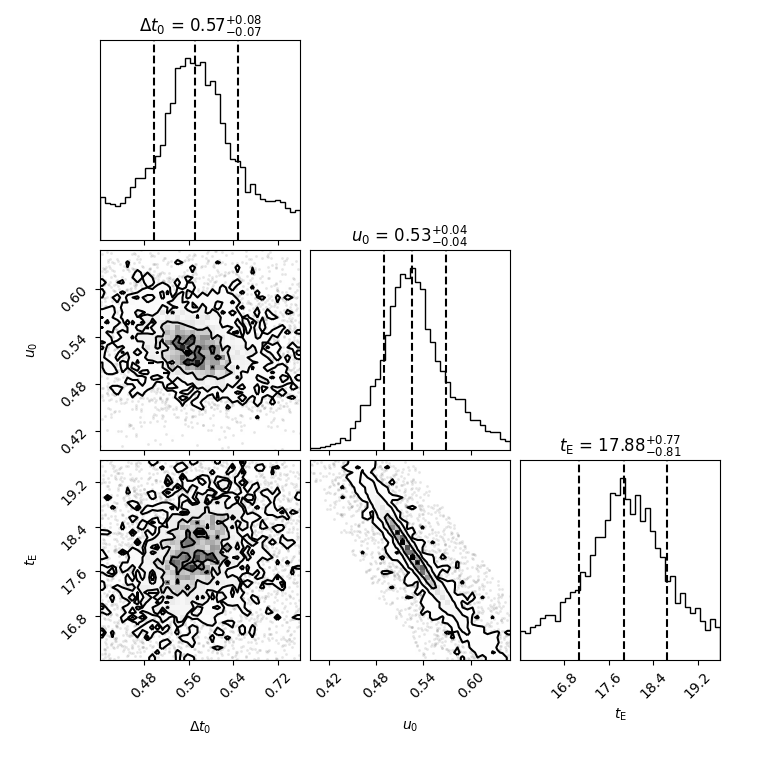 Δt₀ = 0.57⁺⁰·⁰⁸₋₀.₀₇
u₀ = 0.53⁺⁰·⁰⁴₋₀.₀₄
t_E = 17.88⁺⁰·⁷⁷₋₀.₈₁
0.60
0.54
0.48
0.42
u₀
19.2
18.4
17.6
16.8
t_E
0.48 0.56 0.64 0.72
0.42 0.48 0.54 0.60
16.8 17.6 18.4 19.2
Δt₀
u₀
t_E